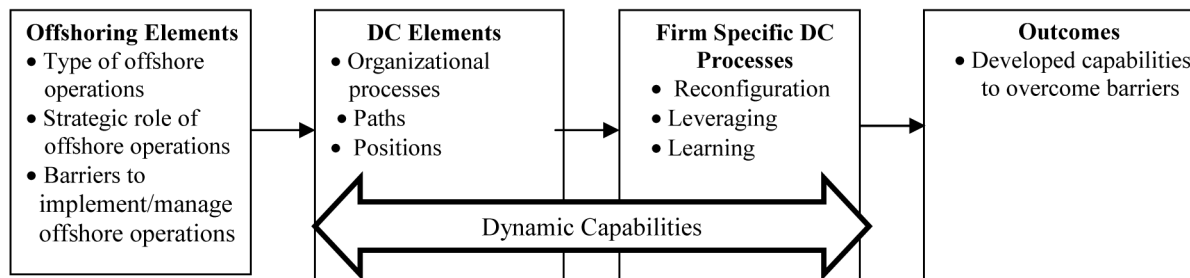 Offshoring Elements
• Type of offshore
operations
• Strategic role of
offshore operations
• Barriers to
implement/manage
offshore operations
DC Elements
• Organizational
processes
• Paths
• Positions
Firm Specific DC
Processes
• Reconfiguration
• Leveraging
• Learning
Outcomes
• Developed capabilities
to overcome barriers
Dynamic Capabilities